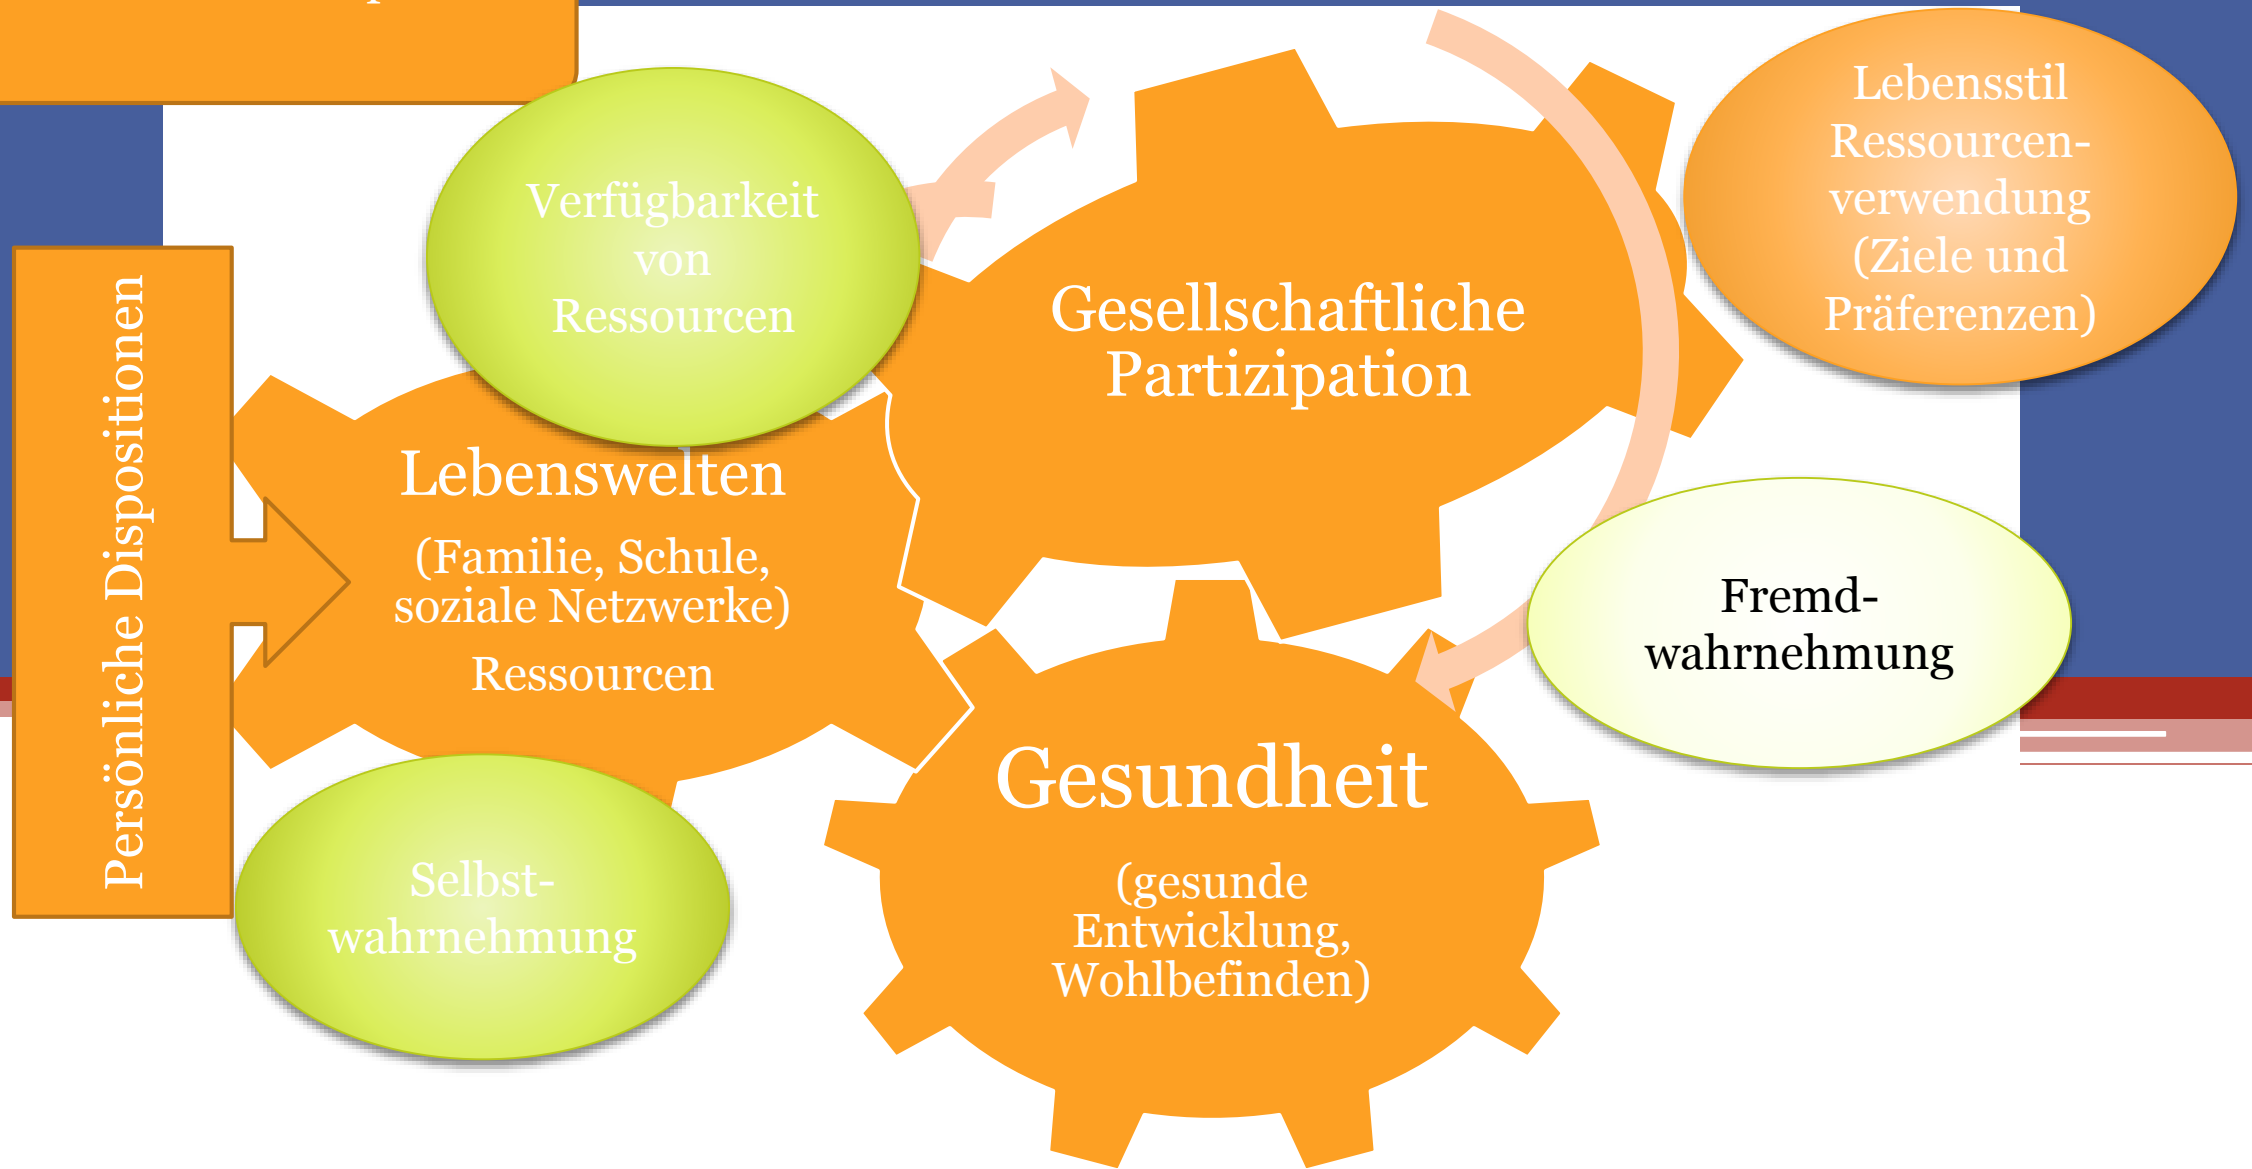 Verfügbarkeit
von
Ressourcen
Lebensstil
Ressourcen-
verwendung
(Ziele und
Präferenzen)
Gesellschaftliche
Partizipation
Persönliche Dispositionen
Lebenswelten
(Familie, Schule,
soziale Netzwerke)
Ressourcen
Fremd-
wahrnehmung
Gesundheit
(gesunde
Entwicklung,
Wohlbefinden)
Selbst-
wahrnehmung